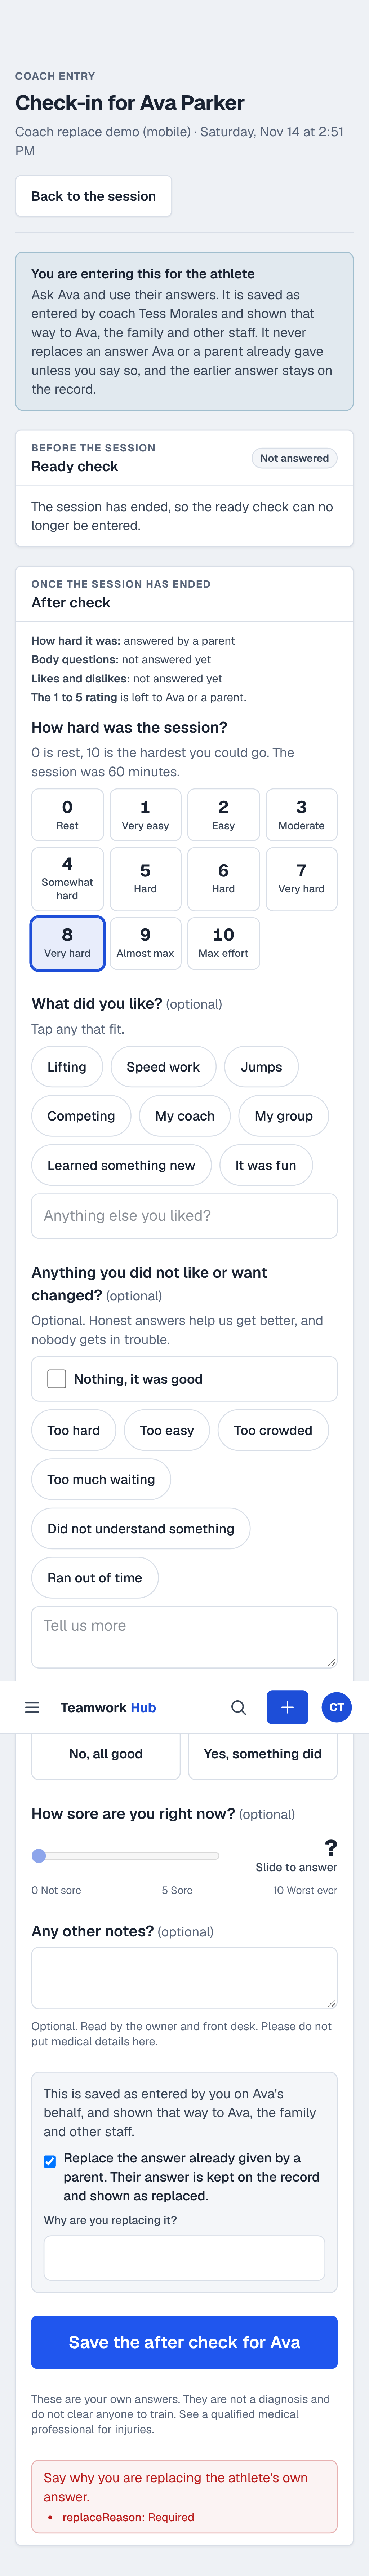 COACH ENTRY
Check-in for Ava Parker
Coach replace demo (mobile) · Saturday, Nov 14 at 2:51
PM
Back to the session
You are entering this for the athlete
Ask Ava and use their answers. It is saved as
entered by coach Tess Morales and shown that
way to Ava, the family and other staff. It never
replaces an answer Ava or a parent already gave
unless you say so, and the earlier answer stays on
the record.
BEFORE THE SESSION
Ready check
Not answered
The session has ended, so the ready check can no
longer be entered.
ONCE THE SESSION HAS ENDED
After check
How hard it was: answered by a parent
Body questions: not answered yet
Likes and dislikes: not answered yet
The 1 to 5 rating is left to Ava or a parent.
How hard was the session?
0 is rest, 10 is the hardest you could go. The
session was 60 minutes.
0
Rest
1
Very easy
2
Easy
3
Moderate
4
Somewhat
hard
5
Hard
6
Hard
7
Very hard
8
Very hard
9
Almost max
10
Max effort
What did you like? (optional)
Tap any that fit.
Lifting
Speed work
Jumps
Competing
My coach
My group
Learned something new
It was fun
Anything else you liked?
Anything you did not like or want
changed? (optional)
Optional. Honest answers help us get better, and
nobody gets in trouble.
Nothing, it was good
Too hard
Too easy
Too crowded
Too much waiting
Did not understand something
Ran out of time
Tell us more
Teamwork Hub
CT
No, all good
Yes, something did
How sore are you right now? (optional)
?
Slide to answer
0 Not sore
5 Sore
10 Worst ever
Any other notes? (optional)
Optional. Read by the owner and front desk. Please do not
put medical details here.
This is saved as entered by you on Ava's
behalf, and shown that way to Ava, the family
and other staff.
Replace the answer already given by a
parent. Their answer is kept on the record
and shown as replaced.
Why are you replacing it?
Save the after check for Ava
These are your own answers. They are not a diagnosis and
do not clear anyone to train. See a qualified medical
professional for injuries.
Say why you are replacing the athlete's own
answer.
• replaceReason: Required